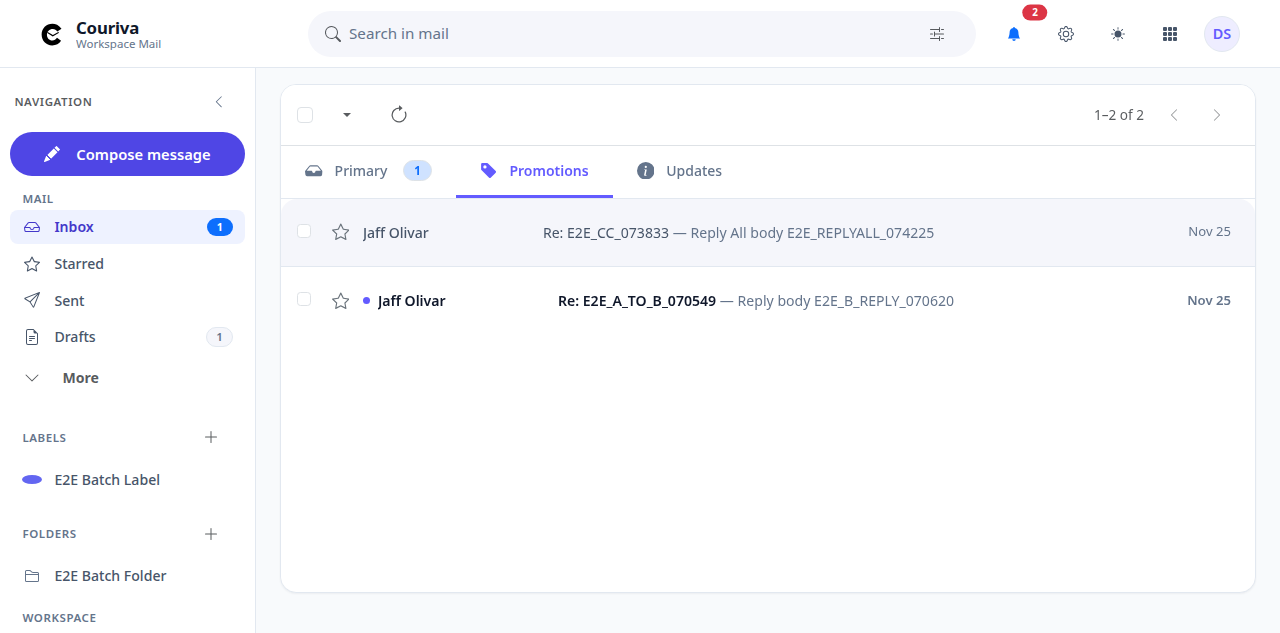 Couriva
Workspace Mail
Search in mail
2
DS
NAVIGATION
Compose message
MAIL
Inbox 1
Starred
Sent
Drafts 1
More
LABELS
E2E Batch Label
FOLDERS
E2E Batch Folder
WORKSPACE
1–2 of 2
Primary 1 Promotions Updates
Jaff Olivar Re: E2E_CC_073833 — Reply All body E2E_REPLYALL_074225 Nov 25
Jaff Olivar Re: E2E_A_TO_B_070549 — Reply body E2E_B_REPLY_070620 Nov 25